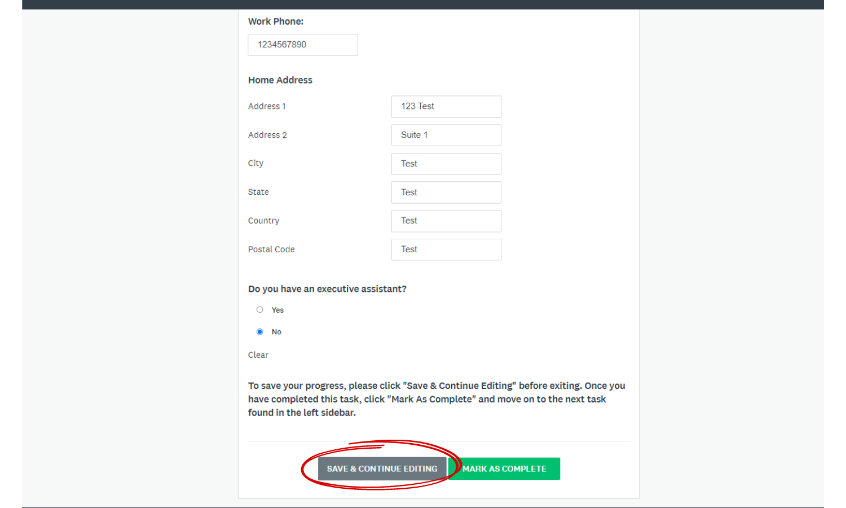 Work Phone:
1234567890
Home Address
Address 1
123 Test
Address 2
Suite 1
City
Test
State
Test
Country
Test
Postal Code
Test
Do you have an executive assistant?
Yes
No
Clear
To save your progress, please click "Save & Continue Editing" before exiting. Once you
have completed this task, click "Mark As Complete" and move on to the next task
found in the left sidebar.
SAVE & CONTINUE EDITING
MARK AS COMPLETE